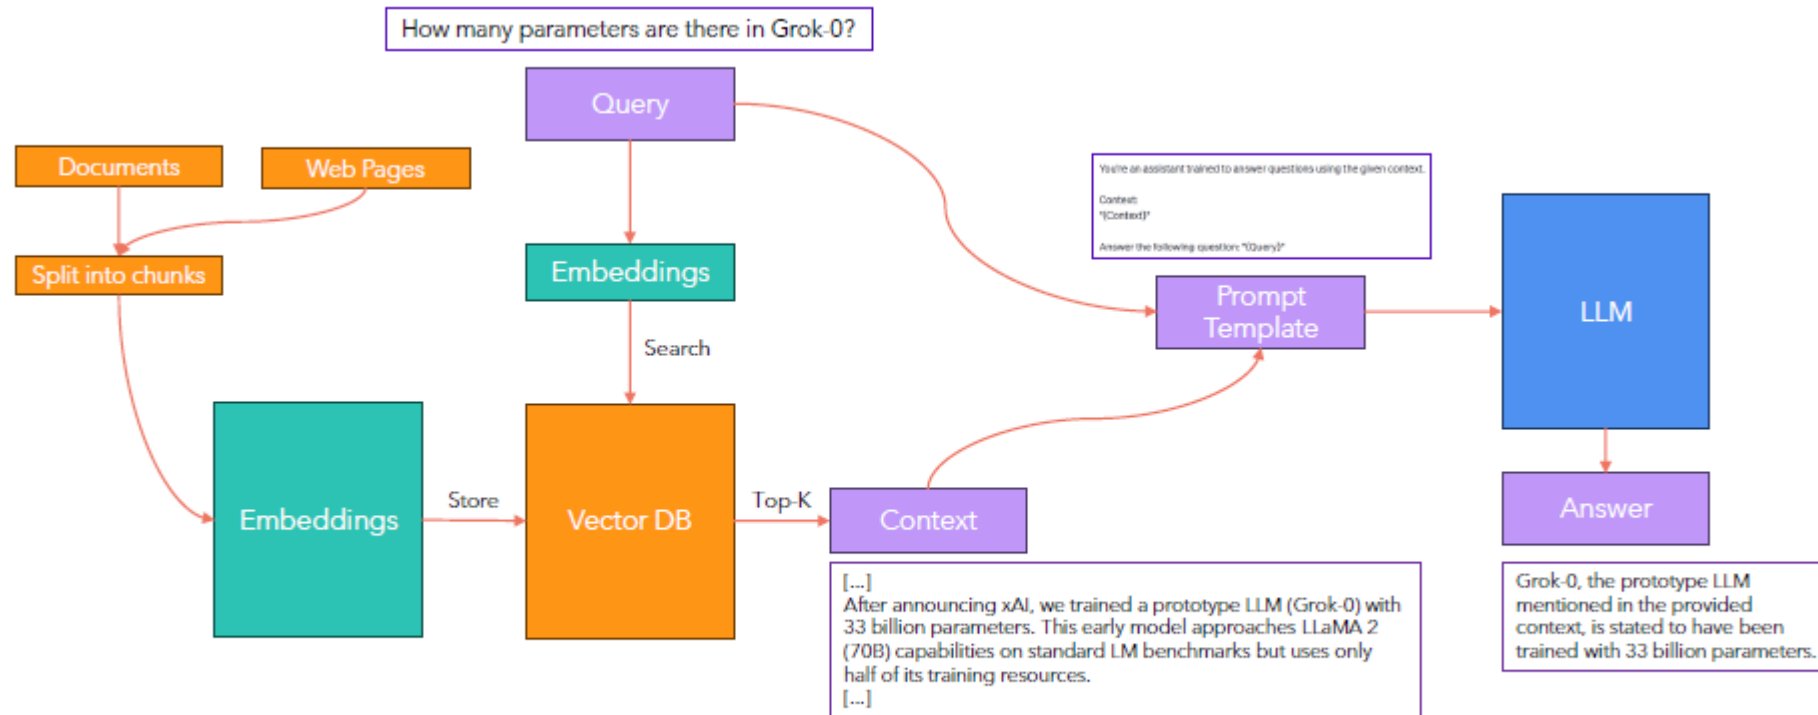 How many parameters are there in Grok-0?
Query
Documents
Web Pages
You're an assistant trained to answer questions using the given context.
Context:
"{Context}"
Answer the following question: "{Query}"
Split into chunks
Embeddings
Prompt
Template
LLM
Search
Embeddings
Store
Vector DB
Top-K
Context
Answer
[...]
After announcing xAI, we trained a prototype LLM (Grok-0) with
33 billion parameters. This early model approaches LLaMA 2
(70B) capabilities on standard LM benchmarks but uses only
half of its training resources.
[...]
Grok-0, the prototype LLM
mentioned in the provided
context, is stated to have been
trained with 33 billion parameters.